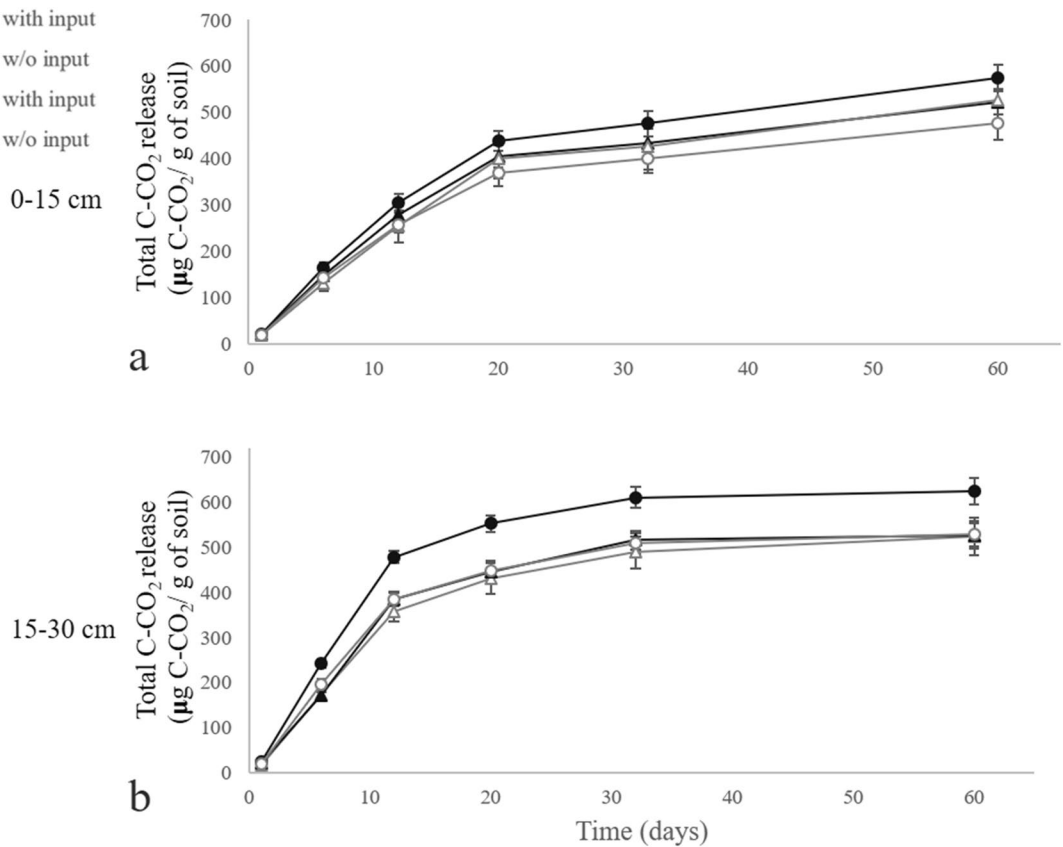 with input
w/o input
with input
w/o input
0-15 cm
Total C-CO₂ release
(µg C-CO₂/ g of soil)
700
600
500
400
300
200
100
0
0 10 20 30 40 50 60
a
15-30 cm
Total C-CO₂ release
(µg C-CO₂/ g of soil)
700
600
500
400
300
200
100
0
0 10 20 30 40 50 60
b
Time (days)